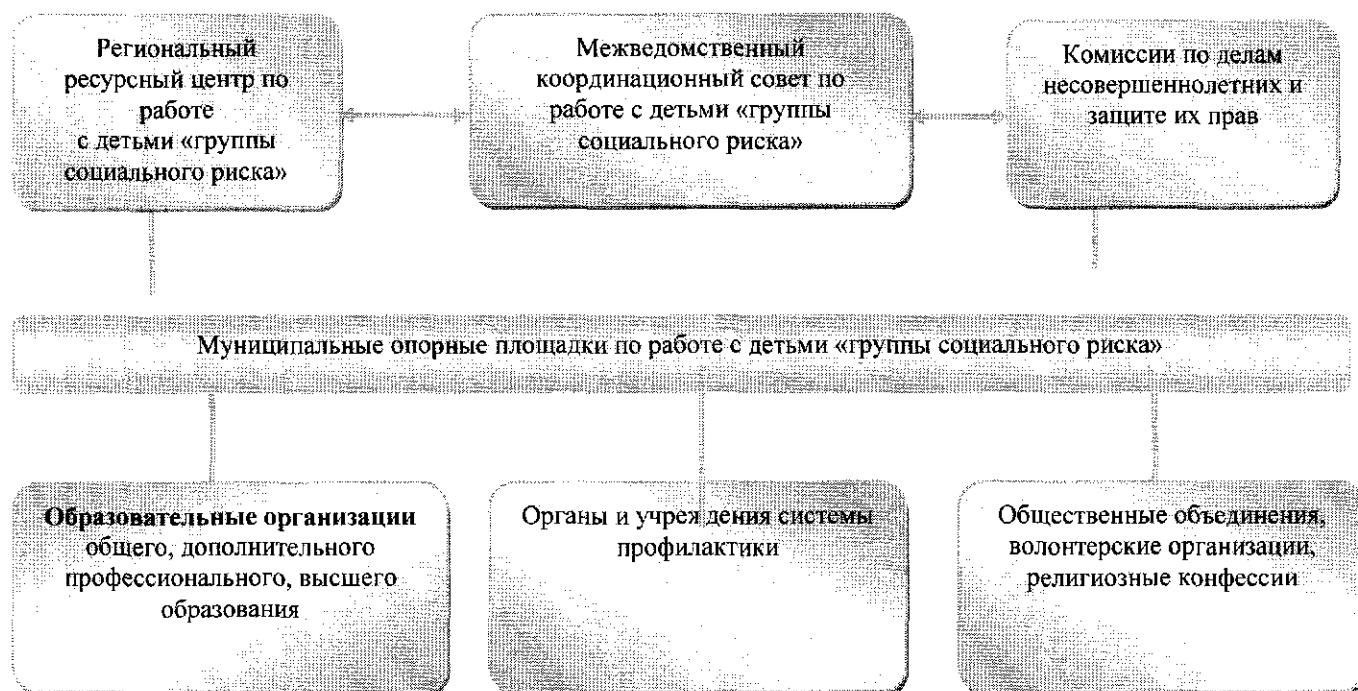 Региональный
ресурсный центр по
работе
с детьми «группы
социального риска»
Межведомственный
координационный совет по
работе с детьми «группы
социального риска»
Комиссии по делам
несовершеннолетних и
защите их прав
Муниципальные опорные площадки по работе с детьми «группы социального риска»
Образовательные организации
общего, дополнительного
профессионального, высшего
образования
Органы и учреждения системы
профилактики
Общественные объединения,
волонтерские организации,
религиозные конфессии